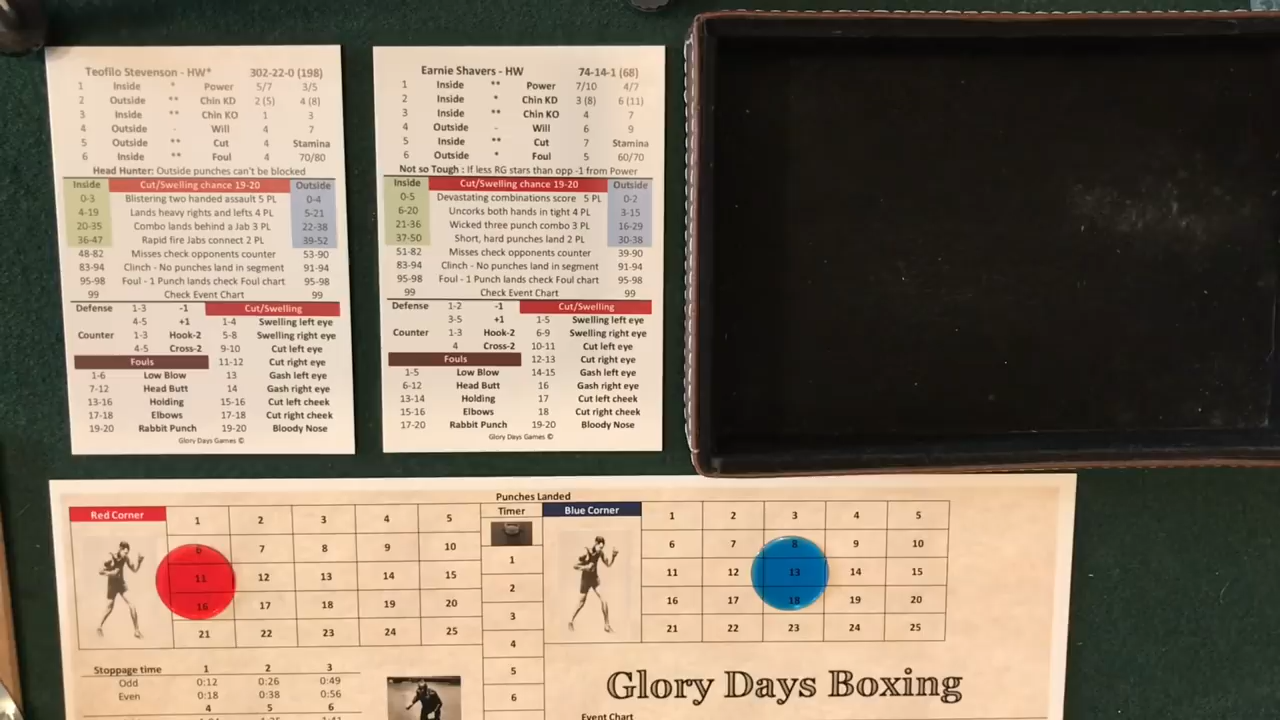 Teofilo Stevenson - HW* 302-22-0 (198)
1 Inside * Power 5/7 3/5
2 Outside ** Chin KD 2 (5) 4 (8)
3 Inside ** Chin KO 1 3
4 Outside - Will 4 7
5 Outside ** Cut 4 Stamina
6 Inside ** Foul 4 70/80
Head Hunter: Outside punches can't be blocked
Inside Cut/Swelling chance 19-20 Outside
0-3 Blistering two handed assault 5 PL 0-4
4-19 Lands heavy rights and lefts 4 PL 5-21
20-35 Combo lands behind a Jab 3 PL 22-38
36-47 Rapid fire Jabs connect 2 PL 39-52
48-82 Misses check opponents counter 53-90
83-94 Clinch - No punches land in segment 91-94
95-98 Foul - 1 Punch lands check Foul chart 95-98
99 Check Event Chart 99
Defense 1-3 -1 Cut/Swelling
4-5 +1 1-4 Swelling left eye
Counter 1-3 Hook-2 5-8 Swelling right eye
4-5 Cross-2 9-10 Cut left eye
Fouls 11-12 Cut right eye
1-6 Low Blow 13 Gash left eye
7-12 Head Butt 14 Gash right eye
13-16 Holding 15-16 Cut left cheek
17-18 Elbows 17-18 Cut right cheek
19-20 Rabbit Punch 19-20 Bloody Nose
Glory Days Games ©
Earnie Shavers - HW 74-14-1 (68)
1 Inside ** Power 7/10 4/7
2 Inside * Chin KD 3 (8) 6 (11)
3 Inside ** Chin KO 4 7
4 Outside - Will 6 9
5 Inside ** Cut 7 Stamina
6 Outside * Foul 5 60/70
Not so Tough : If less RG stars than opp -1 from Power
Inside Cut/Swelling chance 19-20 Outside
0-5 Devastating combinations score 5 PL 0-2
6-20 Uncorks both hands in tight 4 PL 3-15
21-36 Wicked three punch combo 3 PL 16-29
37-50 Short, hard punches land 2 PL 30-38
51-82 Misses check opponents counter 39-90
83-94 Clinch - No punches land in segment 91-94
95-98 Foul - 1 Punch lands check Foul chart 95-98
99 Check Event Chart 99
Defense 1-2 -1 Cut/Swelling
3-5 +1 1-5 Swelling left eye
Counter 1-3 Hook-2 6-9 Swelling right eye
4 Cross-2 10-11 Cut left eye
Fouls 12-13 Cut right eye
1-5 Low Blow 14-15 Gash left eye
6-12 Head Butt 16 Gash right eye
13-14 Holding 17 Cut left cheek
15-16 Elbows 18 Cut right cheek
17-20 Rabbit Punch 19-20 Bloody Nose
Glory Days Games ©
Punches Landed
Red Corner 1 2 3 4 5 Timer Blue Corner 1 2 3 4 5
6 7 8 9 10 6 7 8 9 10
1
11 12 13 14 15 11 12 13 14 15
2
16 17 18 19 20 16 17 18 19 20
3
21 22 23 24 25 21 22 23 24 25
4
Stoppage time 1 2 3
5
Odd 0:12 0:26 0:49
Even 0:18 0:38 0:56
6
4 5 6
Glory Days Boxing
Event Chart